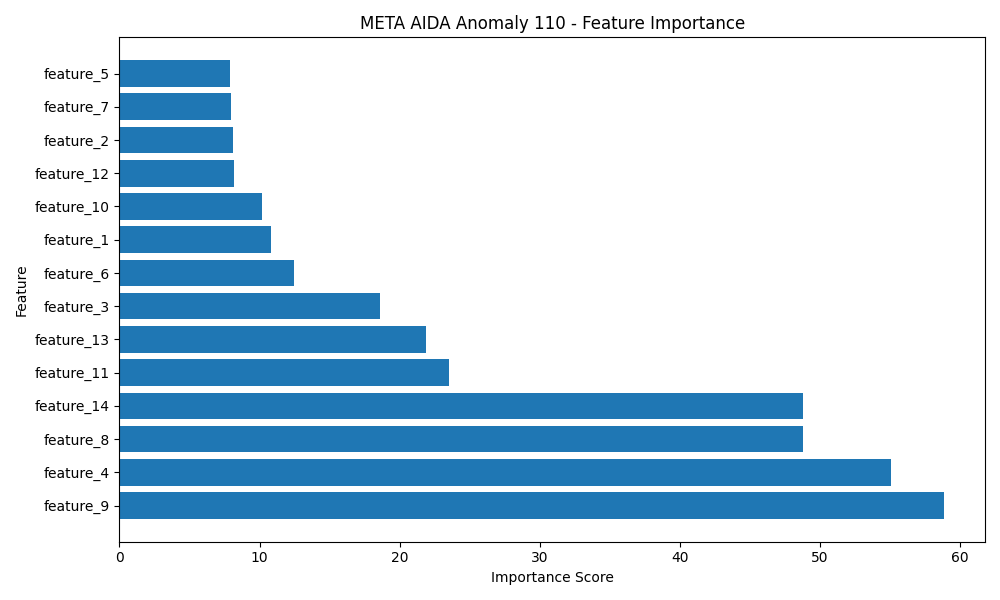 META AIDA Anomaly 110 - Feature Importance
Feature
feature_5
feature_7
feature_2
feature_12
feature_10
feature_1
feature_6
feature_3
feature_13
feature_11
feature_14
feature_8
feature_4
feature_9
0 10 20 30 40 50 60
Importance Score